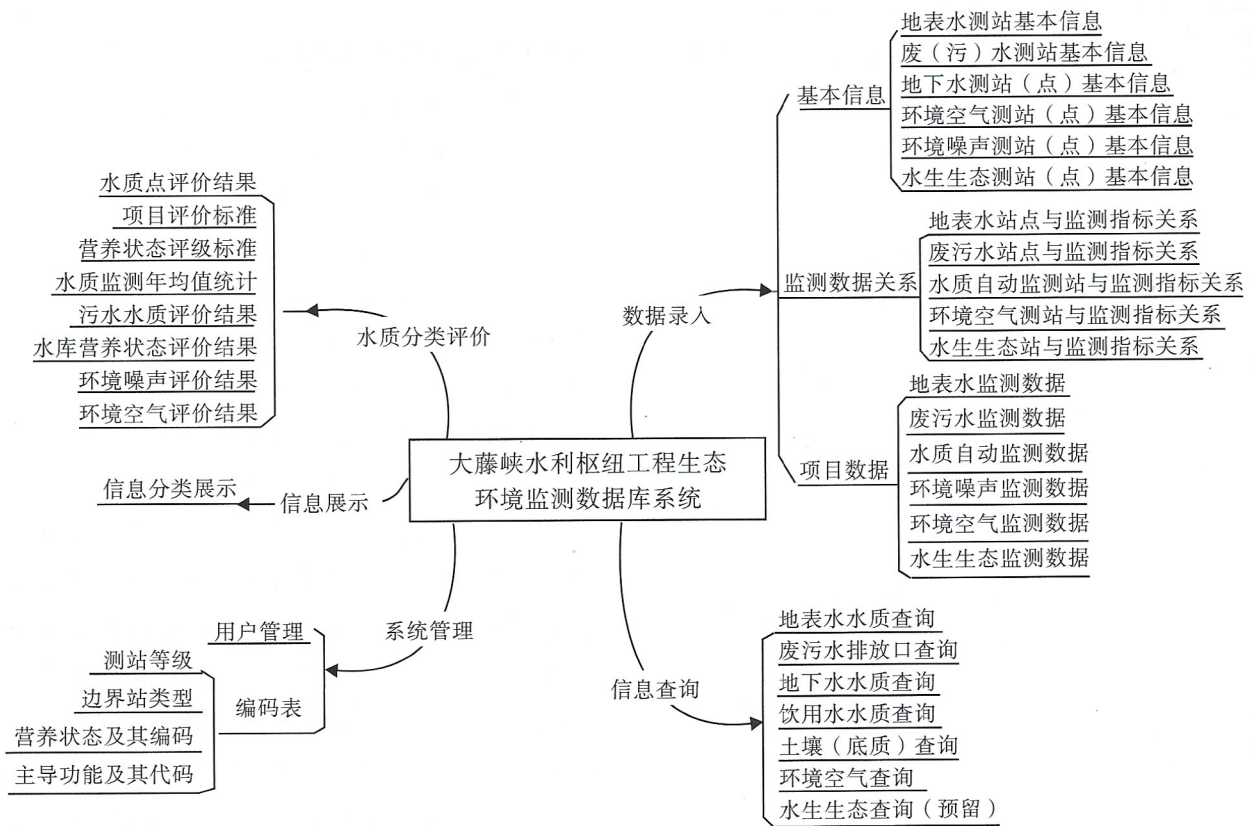 大藤峡水利枢纽工程生态
环境监测数据库系统
数据录入
基本信息
地表水测站基本信息
废（污）水测站基本信息
地下水测站（点）基本信息
环境空气测站（点）基本信息
环境噪声测站（点）基本信息
水生生态测站（点）基本信息
监测数据关系
地表水站点与监测指标关系
废污水站点与监测指标关系
水质自动监测站与监测指标关系
环境空气测站与监测指标关系
水生生态站与监测指标关系
项目数据
地表水监测数据
废污水监测数据
水质自动监测数据
环境噪声监测数据
环境空气监测数据
水生生态监测数据
信息查询
地表水水质查询
废污水排放口查询
地下水水质查询
饮用水水质查询
土壤（底质）查询
环境空气查询
水生生态查询（预留）
水质分类评价
水质点评价结果
项目评价标准
营养状态评级标准
水质监测年均值统计
污水水质评价结果
水库营养状态评价结果
环境噪声评价结果
环境空气评价结果
信息展示
信息分类展示
系统管理
用户管理
编码表
测站等级
边界站类型
营养状态及其编码
主导功能及其代码